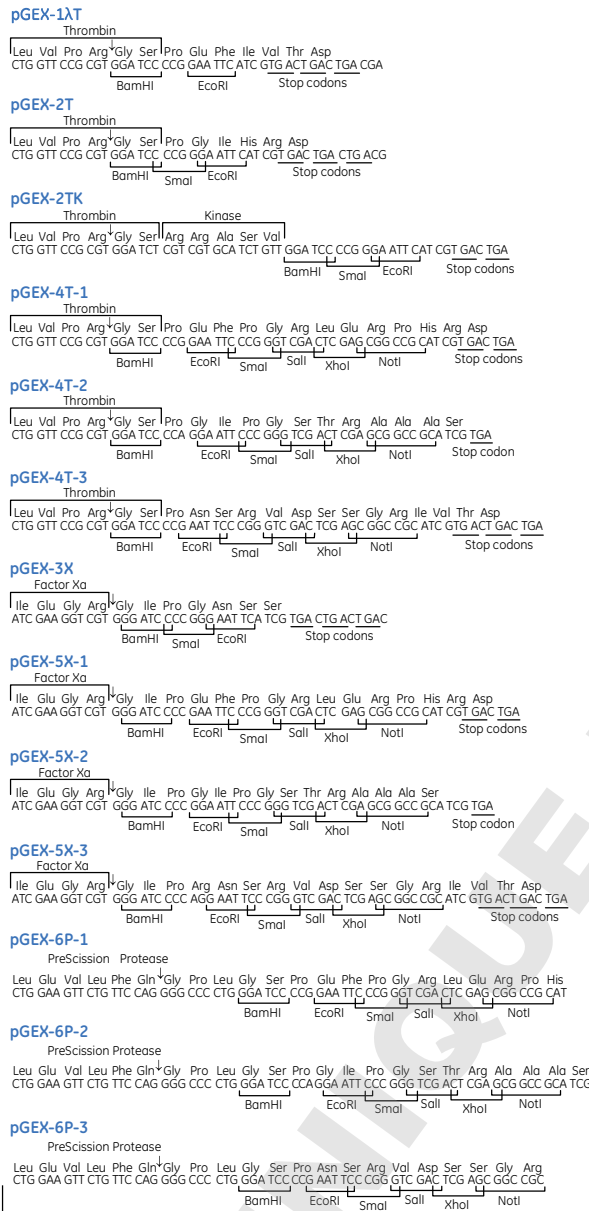 pGEX-1λT
Thrombin
Leu Val Pro Arg↓Gly Ser Pro Glu Phe Ile Val Thr Asp
CTG GTT CCG CGT GGA TCC CCG GAA TTC ATC GTG ACT GAC TGA CGA
BamHI EcoRI Stop codons
pGEX-2T
Thrombin
Leu Val Pro Arg↓Gly Ser Pro Gly Ile His Arg Asp
CTG GTT CCG CGT GGA TCC CCG GGA ATT CAT CGT GAC TGA CTG ACG
BamHI SmaI EcoRI Stop codons
pGEX-2TK
Thrombin Kinase
Leu Val Pro Arg↓Gly Ser Arg Arg Ala Ser Val
CTG GTT CCG CGT GGA TCT CGT CGT GCA TCT GTT GGA TCC CCG GGA ATT CAT CGT GAC TGA
BamHI SmaI EcoRI Stop codons
pGEX-4T-1
Thrombin
Leu Val Pro Arg↓Gly Ser Pro Glu Phe Pro Gly Arg Leu Glu Arg Pro His Arg Asp
CTG GTT CCG CGT GGA TCC CCG GAA TTC CCG GGT CGA CTC GAG CGG CCG CAT CGT GAC TGA
BamHI EcoRI SmaI SalI XhoI NotI Stop codons
pGEX-4T-2
Thrombin
Leu Val Pro Arg↓Gly Ser Pro Gly Ile Pro Gly Ser Thr Arg Ala Ala Ala Ser
CTG GTT CCG CGT GGA TCC CCA GGA ATT CCC GGG TCG ACT CGA GCG GCC GCA TCG TGA
BamHI EcoRI SmaI SalI XhoI NotI Stop codon
pGEX-4T-3
Thrombin
Leu Val Pro Arg↓Gly Ser Pro Asn Ser Arg Val Asp Ser Ser Gly Arg Ile Val Thr Asp
CTG GTT CCG CGT GGA TCC CCG AAT TCC CGG GTC GAC TCG AGC GGC CGC ATC GTG ACT GAC TGA
BamHI EcoRI SmaI SalI XhoI NotI Stop codons
pGEX-3X
Factor Xa
Ile Glu Gly Arg↓Gly Ile Pro Gly Asn Ser Ser
ATC GAA GGT CGT GGG ATC CCC GGG AAT TCA TCG TGA CTG ACT GAC
BamHI SmaI EcoRI Stop codons
pGEX-5X-1
Factor Xa
Ile Glu Gly Arg↓Gly Ile Pro Glu Phe Pro Gly Arg Leu Glu Arg Pro His Arg Asp
ATC GAA GGT CGT GGG ATC CCC GAA TTC CCG GGT CGA CTC GAG CGG CCG CAT CGT GAC TGA
BamHI EcoRI SmaI SalI XhoI NotI Stop codons
pGEX-5X-2
Factor Xa
Ile Glu Gly Arg↓Gly Ile Pro Gly Ile Pro Gly Ser Thr Arg Ala Ala Ala Ser
ATC GAA GGT CGT GGG ATC CCC GGA ATT CCC GGG TCG ACT CGA GCG GCC GCA TCG TGA
BamHI EcoRI SmaI SalI XhoI NotI Stop codon
pGEX-5X-3
Factor Xa
Ile Glu Gly Arg↓Gly Ile Pro Arg Asn Ser Arg Val Asp Ser Ser Gly Arg Ile Val Thr Asp
ATC GAA GGT CGT GGG ATC CCC AGG AAT TCC CGG GTC GAC TCG AGC GGC CGC ATC GTG ACT GAC TGA
BamHI EcoRI SmaI SalI XhoI NotI Stop codons
pGEX-6P-1
PreScission Protease
Leu Glu Val Leu Phe Gln↓Gly Pro Leu Gly Ser Pro Glu Phe Pro Gly Arg Leu Glu Arg Pro His
CTG GAA GTT CTG TTC CAG GGG CCC CTG GGA TCC CCG GAA TTC CCG GGT CGA CTC GAG CGG CCG CAT
BamHI EcoRI SmaI SalI XhoI NotI
pGEX-6P-2
PreScission Protease
Leu Glu Val Leu Phe Gln↓Gly Pro Leu Gly Ser Pro Gly Ile Pro Gly Ser Thr Arg Ala Ala Ala Ser
CTG GAA GTT CTG TTC CAG GGG CCC CTG GGA TCC CCA GGA ATT CCC GGG TCG ACT CGA GCG GCC GCA TCG
BamHI EcoRI SmaI SalI XhoI NotI
pGEX-6P-3
PreScission Protease
Leu Glu Val Leu Phe Gln↓Gly Pro Leu Gly Ser Pro Asn Ser Arg Val Asp Ser Ser Gly Arg
CTG GAA GTT CTG TTC CAG GGG CCC CTG GGA TCC CCG AAT TCC CGG GTC GAC TCG AGC GGC CGC
BamHI EcoRI SmaI SalI XhoI NotI
NIQUE